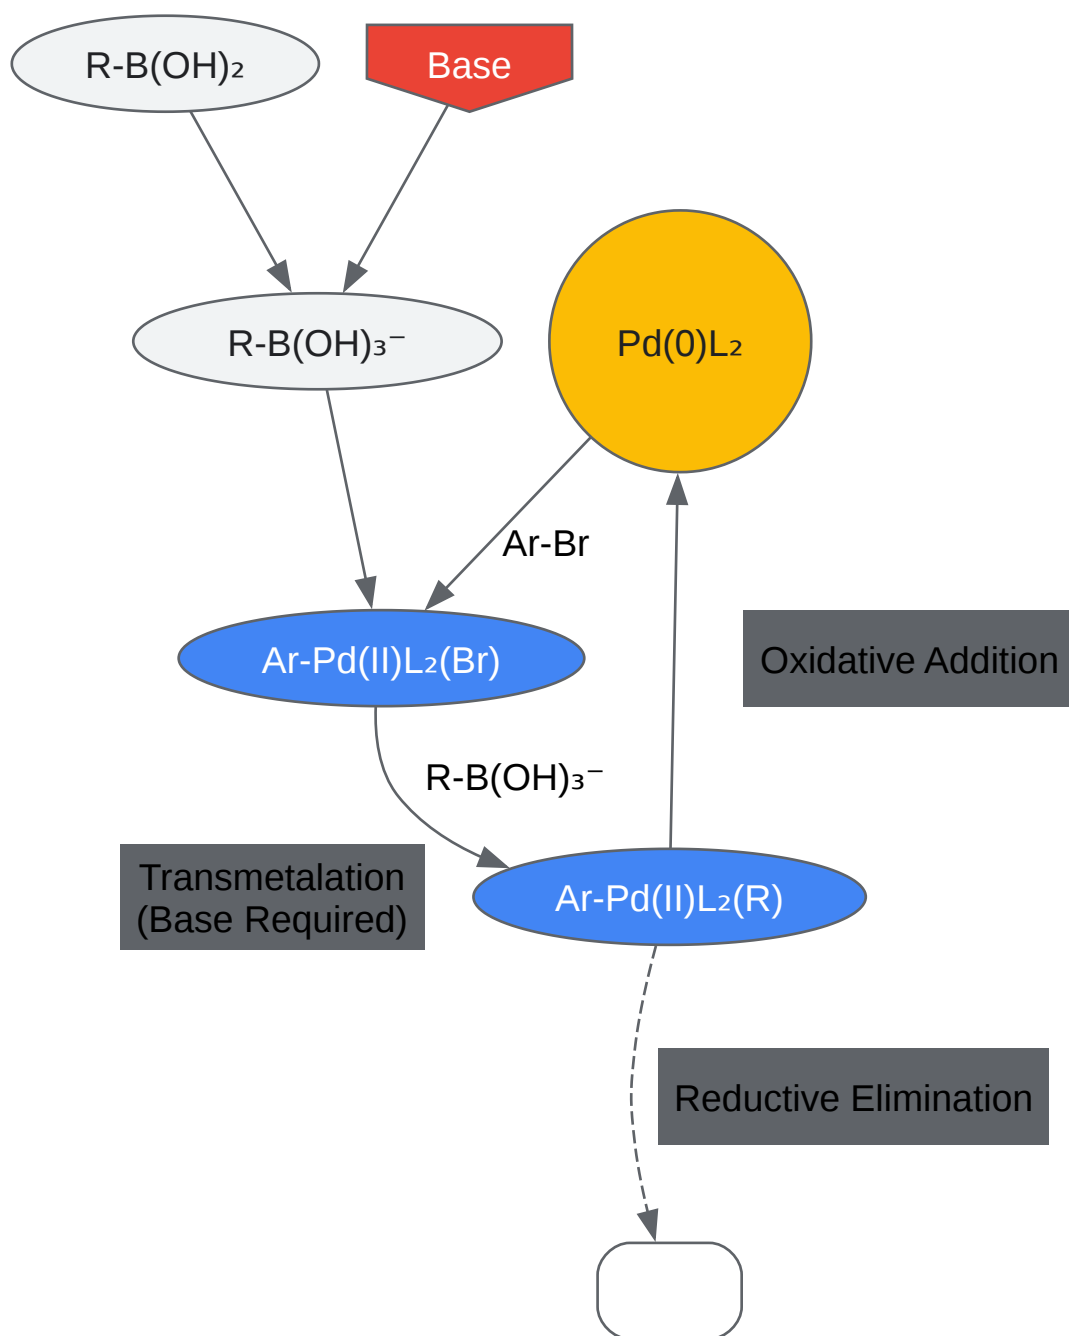 R-B(OH)₂
Base
R-B(OH)₃⁻
Pd(0)L₂
Ar-Br
Ar-Pd(II)L₂(Br)
Oxidative Addition
R-B(OH)₃⁻
Transmetalation
(Base Required)
Ar-Pd(II)L₂(R)
Reductive Elimination